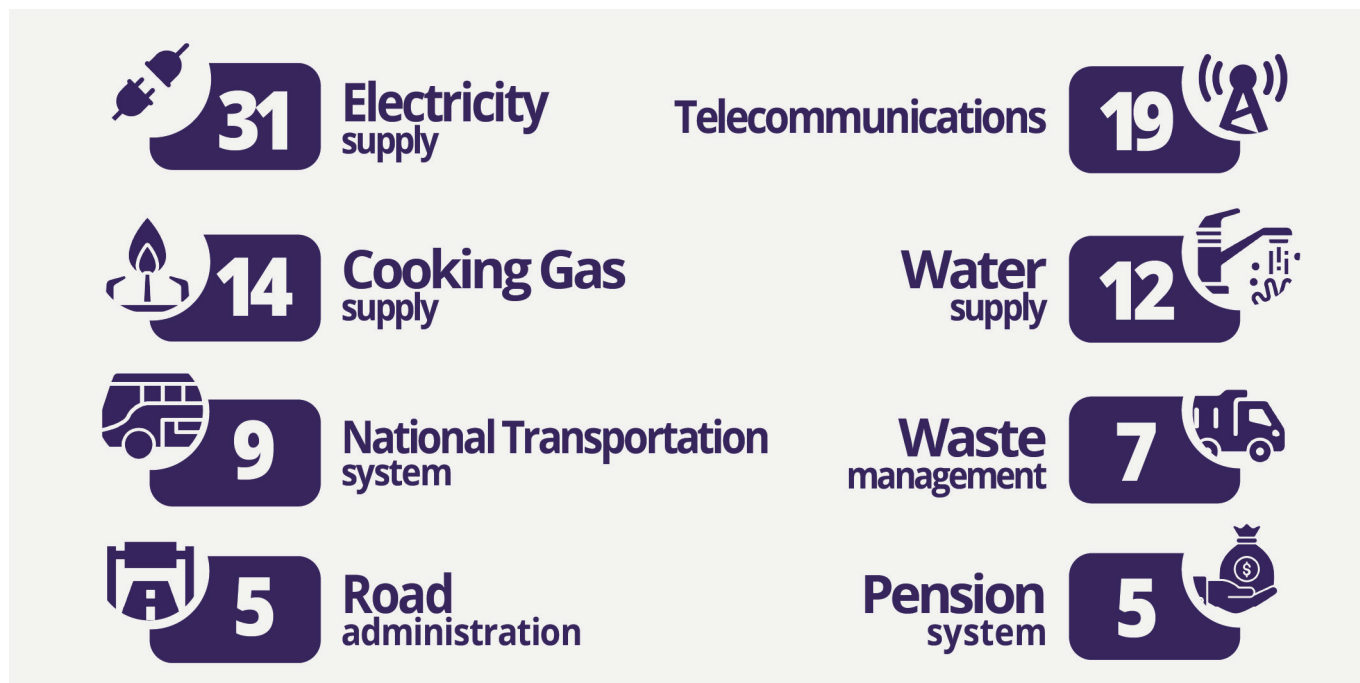 31
Electricity
supply
Telecommunications
19
14
Cooking Gas
supply
Water
supply
12
9
National Transportation
system
Waste
management
7
5
Road
administration
Pension
system
5
$